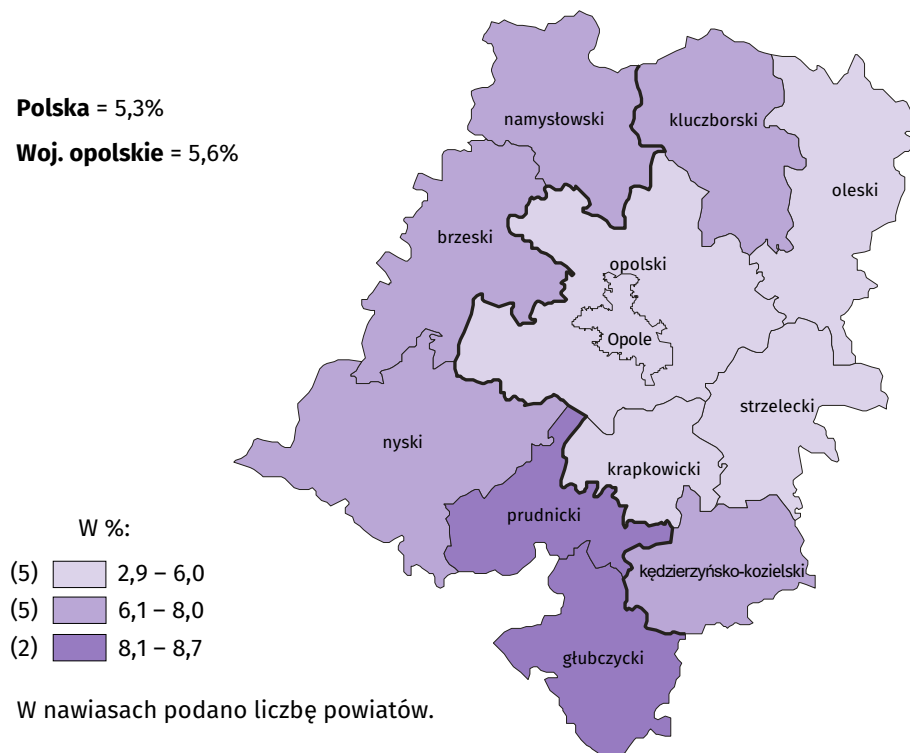 Polska = 5,3%
Woj. opolskie = 5,6%
namysłowski
kluczborski
oleski
brzeski
opolski
Opole
strzelecki
nyski
krapkowicki
prudnicki
kędzierzyńsko-kozielski
głubczycki
W %:
(5) 2,9 – 6,0
(5) 6,1 – 8,0
(2) 8,1 – 8,7
W nawiasach podano liczbę powiatów.